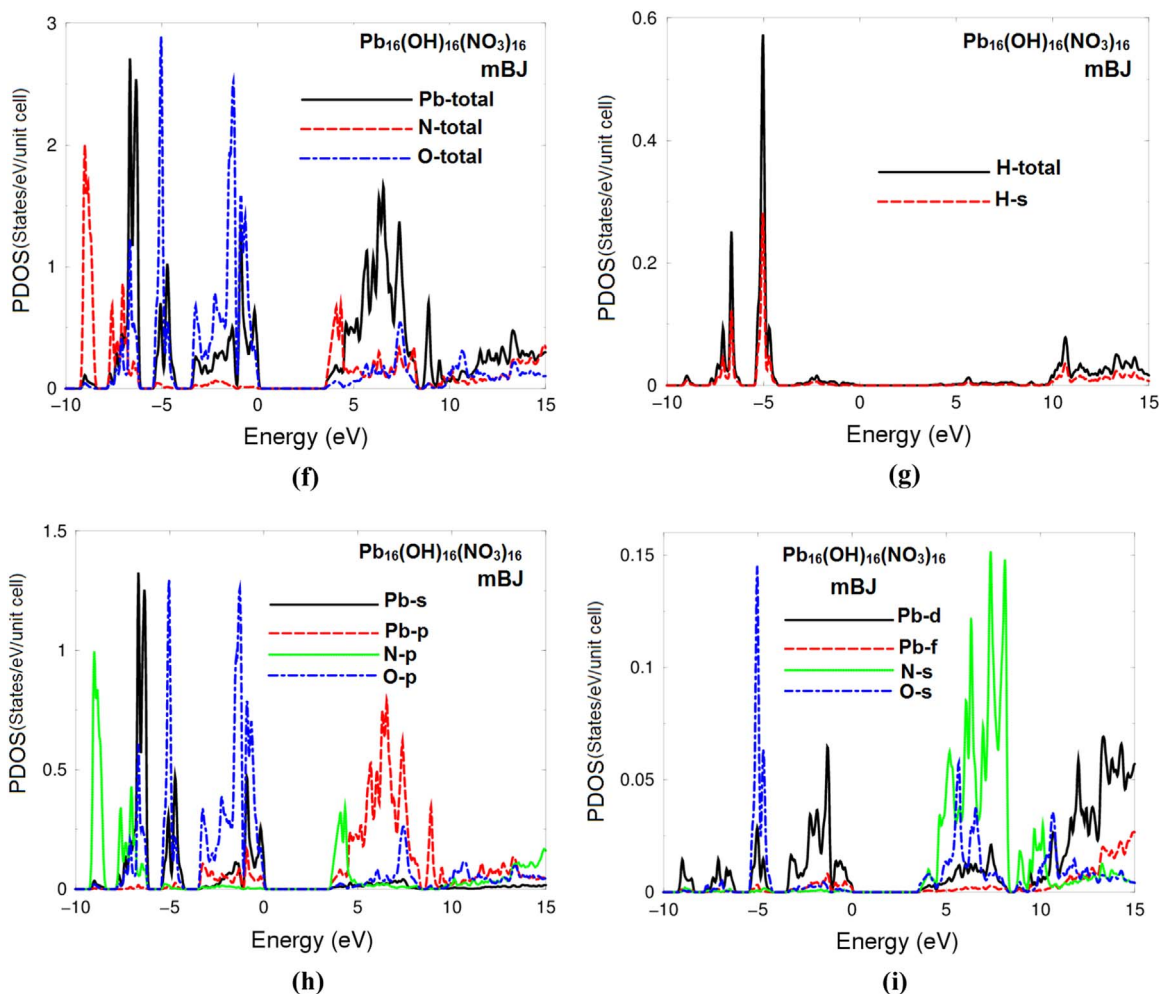 3
2
1
0
PDOS(States/eV/unit cell)
Pb₁₆(OH)₁₆(NO₃)₁₆
mBJ
Pb-total
N-total
O-total
−10 −5 0 5 10 15
Energy (eV)
(f)
0.6
0.4
0.2
0
PDOS(States/eV/unit cell)
Pb₁₆(OH)₁₆(NO₃)₁₆
mBJ
H-total
H-s
−10 −5 0 5 10 15
Energy (eV)
(g)
1.5
1
0.5
0
PDOS(States/eV/unit cell)
Pb₁₆(OH)₁₆(NO₃)₁₆
mBJ
Pb-s
Pb-p
N-p
O-p
−10 −5 0 5 10 15
Energy (eV)
(h)
0.15
0.1
0.05
0
PDOS(States/eV/unit cell)
Pb₁₆(OH)₁₆(NO₃)₁₆
mBJ
Pb-d
Pb-f
N-s
O-s
−10 −5 0 5 10 15
Energy (eV)
(i)